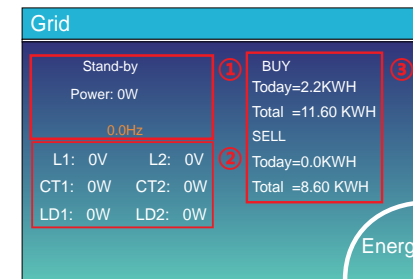 Grid
Stand-by
Power: 0W
0.0Hz
①
L1: 0V L2: 0V
CT1: 0W CT2: 0W
LD1: 0W LD2: 0W
②
BUY
Today=2.2KWH
Total =11.60 KWH
SELL
Today=0.0KWH
Total =8.60 KWH
③
Energ